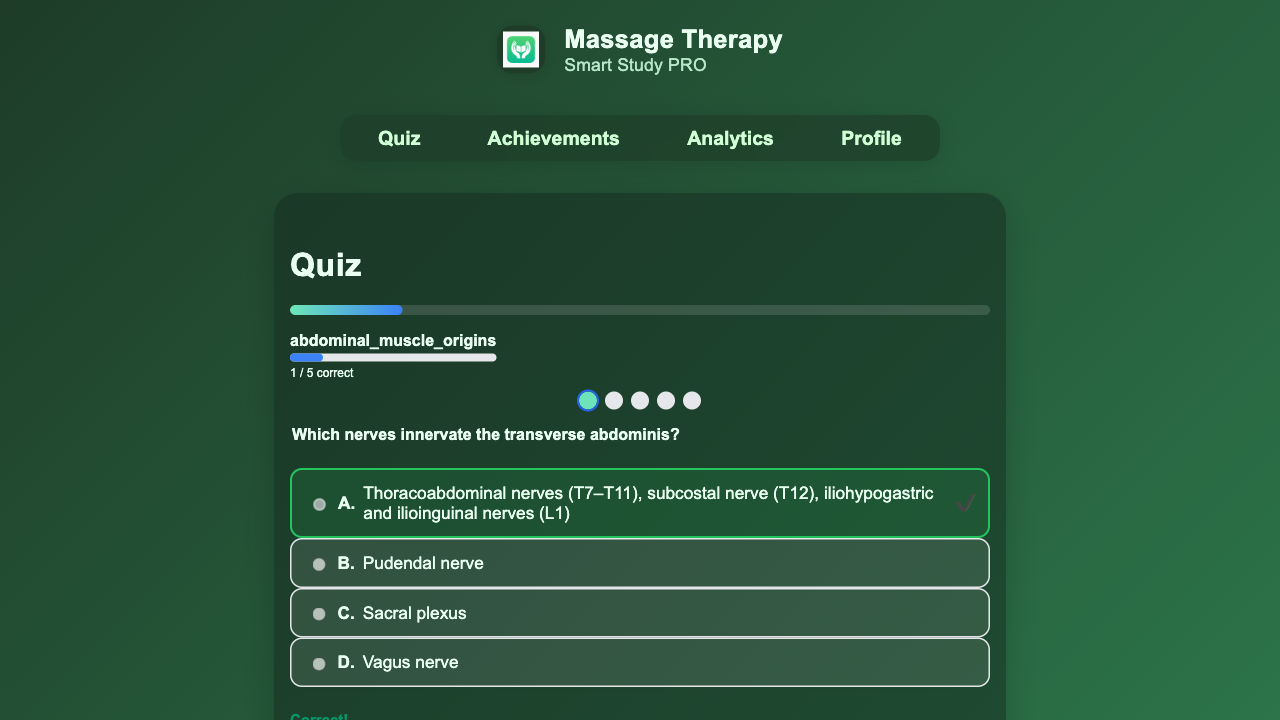 Massage Therapy
Smart Study PRO
Quiz Achievements Analytics Profile
Quiz
abdominal_muscle_origins
1 / 5 correct
Which nerves innervate the transverse abdominis?
A. Thoracoabdominal nerves (T7–T11), subcostal nerve (T12), iliohypogastric
and ilioinguinal nerves (L1)
B. Pudendal nerve
C. Sacral plexus
D. Vagus nerve
Correct!